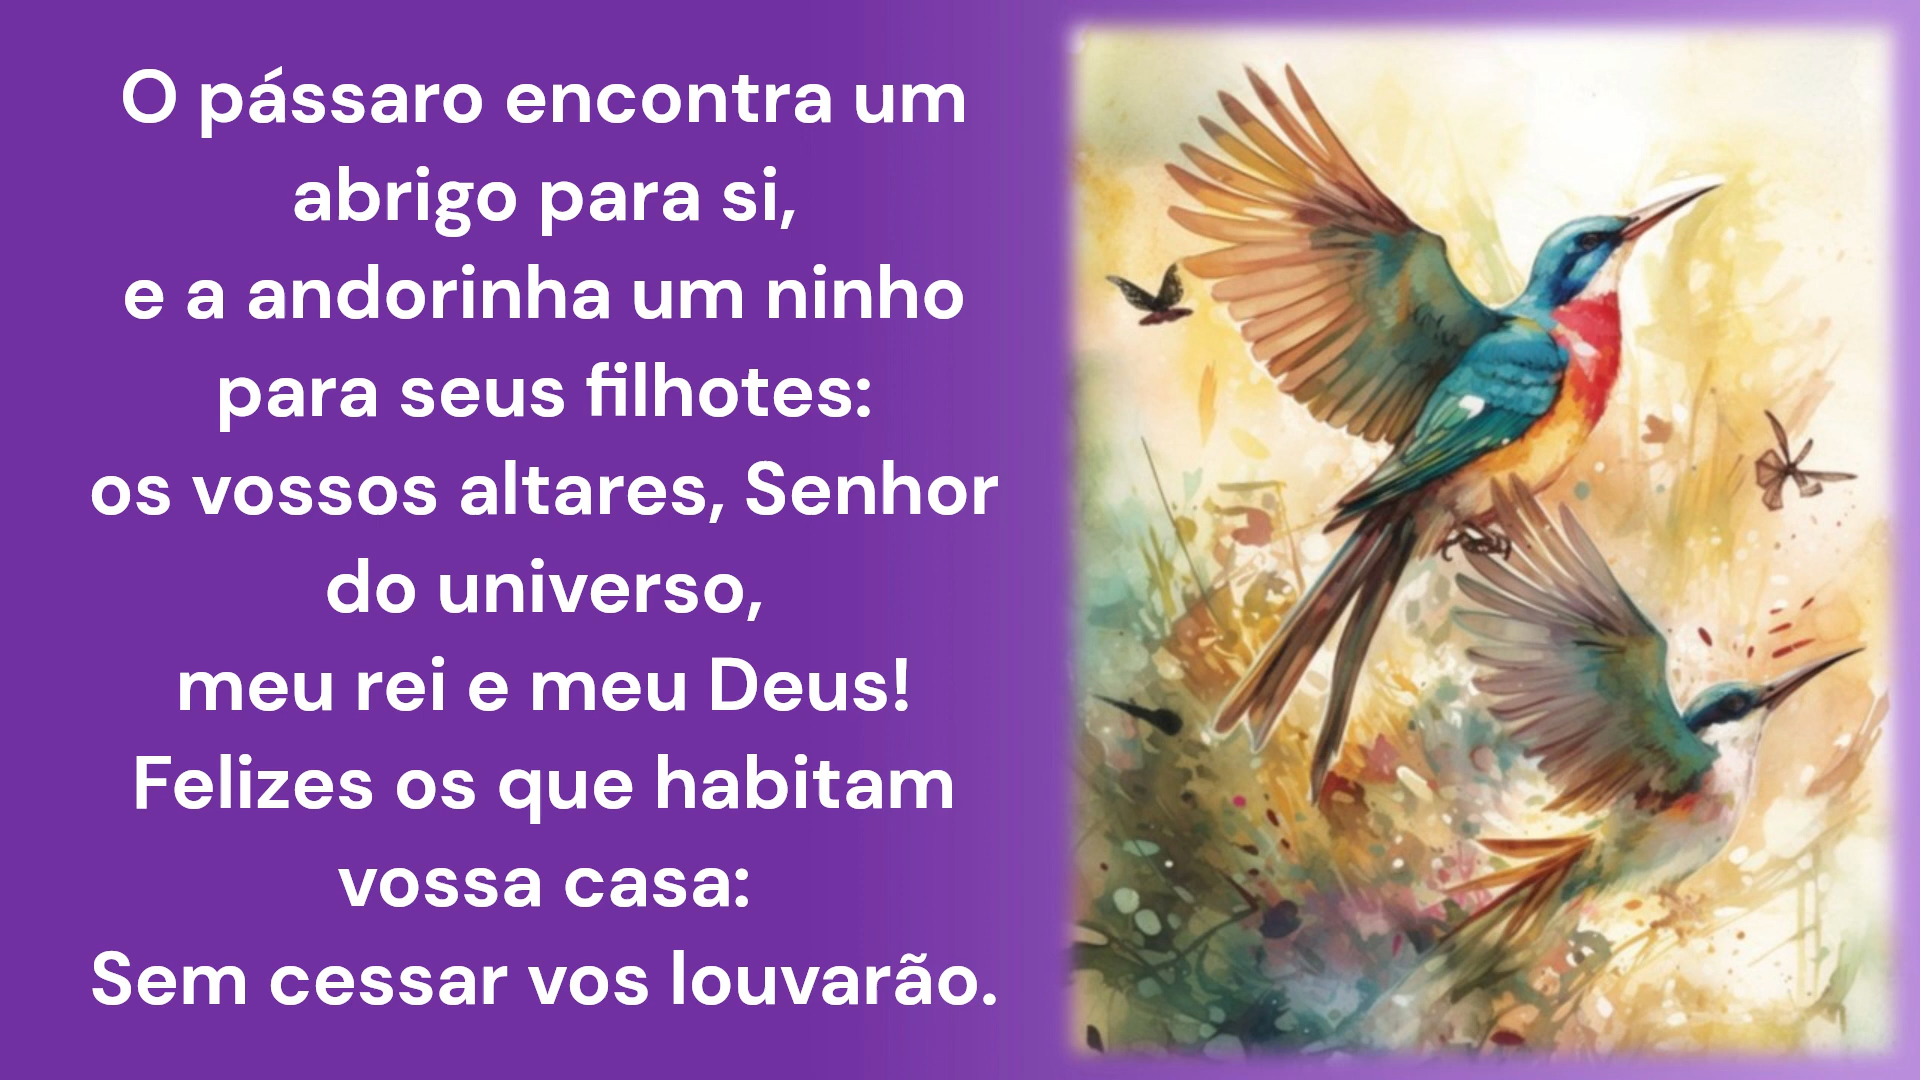 O pássaro encontra um
abrigo para si,
e a andorinha um ninho
para seus filhotes:
os vossos altares, Senhor
do universo,
meu rei e meu Deus!
Felizes os que habitam
vossa casa:
Sem cessar vos louvarão.